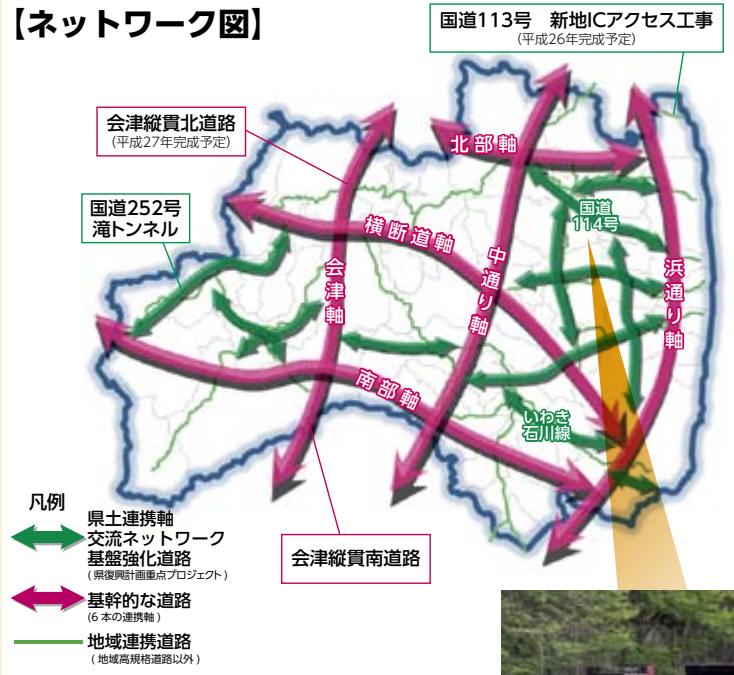 【ネットワーク図】
国道113号　新地ICアクセス工事
(平成26年完成予定)
会津縦貫北道路
(平成27年完成予定)
北部軸
国道252号
滝トンネル
国道
114号
横断道軸
中通り軸
会津軸
浜通り軸
南部軸
いわき
石川線
会津縦貫南道路
凡例
県土連携軸
交流ネットワーク
基盤強化道路
(県復興計画重点プロジェクト)
基幹的な道路
(6本の連携軸)
地域連携道路
(地域高規格道路以外)